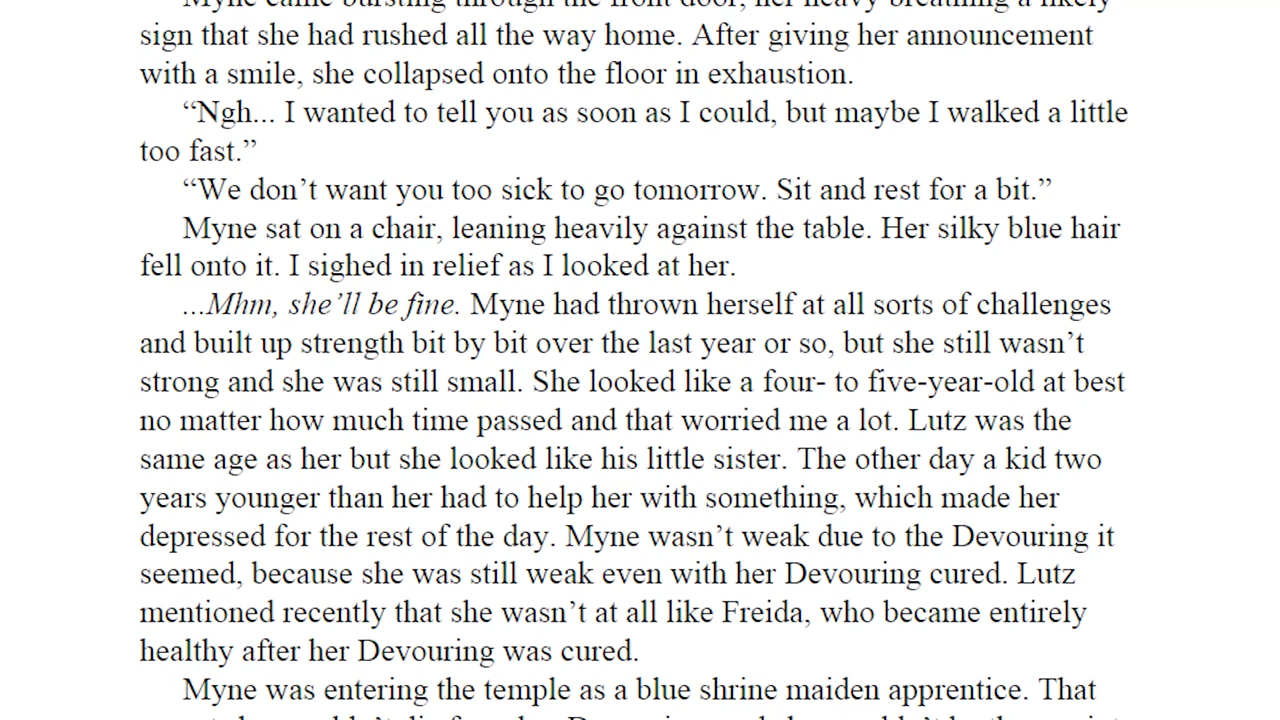 Myne came bursting through the front door, her heavy breathing a likely
sign that she had rushed all the way home. After giving her announcement
with a smile, she collapsed onto the floor in exhaustion.
“Ngh... I wanted to tell you as soon as I could, but maybe I walked a little
too fast.”
“We don’t want you too sick to go tomorrow. Sit and rest for a bit.”
Myne sat on a chair, leaning heavily against the table. Her silky blue hair
fell onto it. I sighed in relief as I looked at her.
...Mhm, she’ll be fine. Myne had thrown herself at all sorts of challenges
and built up strength bit by bit over the last year or so, but she still wasn’t
strong and she was still small. She looked like a four- to five-year-old at best
no matter how much time passed and that worried me a lot. Lutz was the
same age as her but she looked like his little sister. The other day a kid two
years younger than her had to help her with something, which made her
depressed for the rest of the day. Myne wasn’t weak due to the Devouring it
seemed, because she was still weak even with her Devouring cured. Lutz
mentioned recently that she wasn’t at all like Freida, who became entirely
healthy after her Devouring was cured.
Myne was entering the temple as a blue shrine maiden apprentice. That